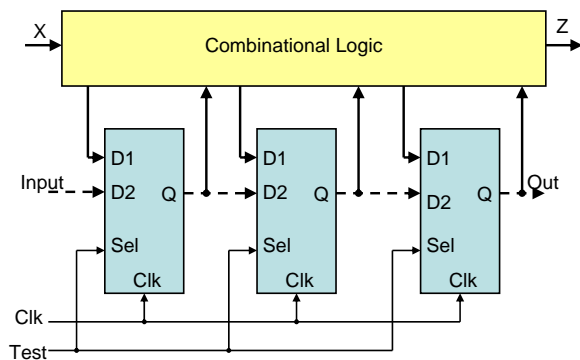 X
Combinational Logic
Z
D1
D1
D1
Input
D2
Q
D2
Q
D2
Q
Out
Sel
Sel
Sel
Clk
Clk
Clk
Clk
Test